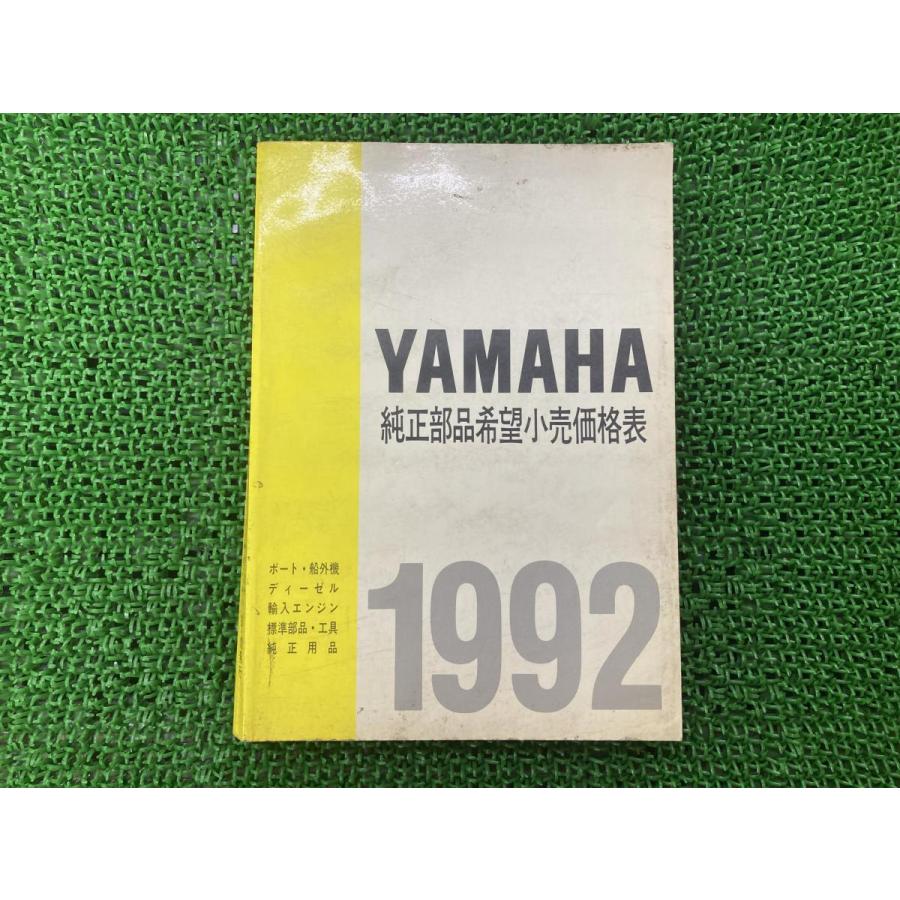 YAMAHA
純正部品希望小売価格表
ボート・船外機
ディーゼル
輸入エンジン
標準部品・工具
純正用品
1992